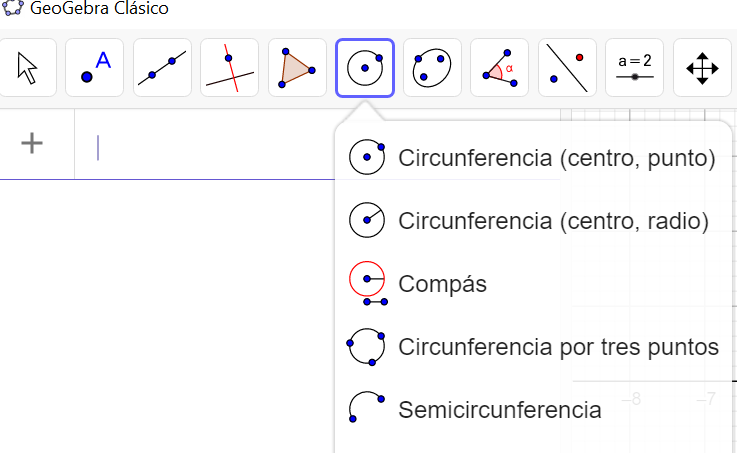 GeoGebra Clásico
A
α
a=2
Circunferencia (centro, punto)
Circunferencia (centro, radio)
Compás
Circunferencia por tres puntos
Semicircunferencia
–8
–7